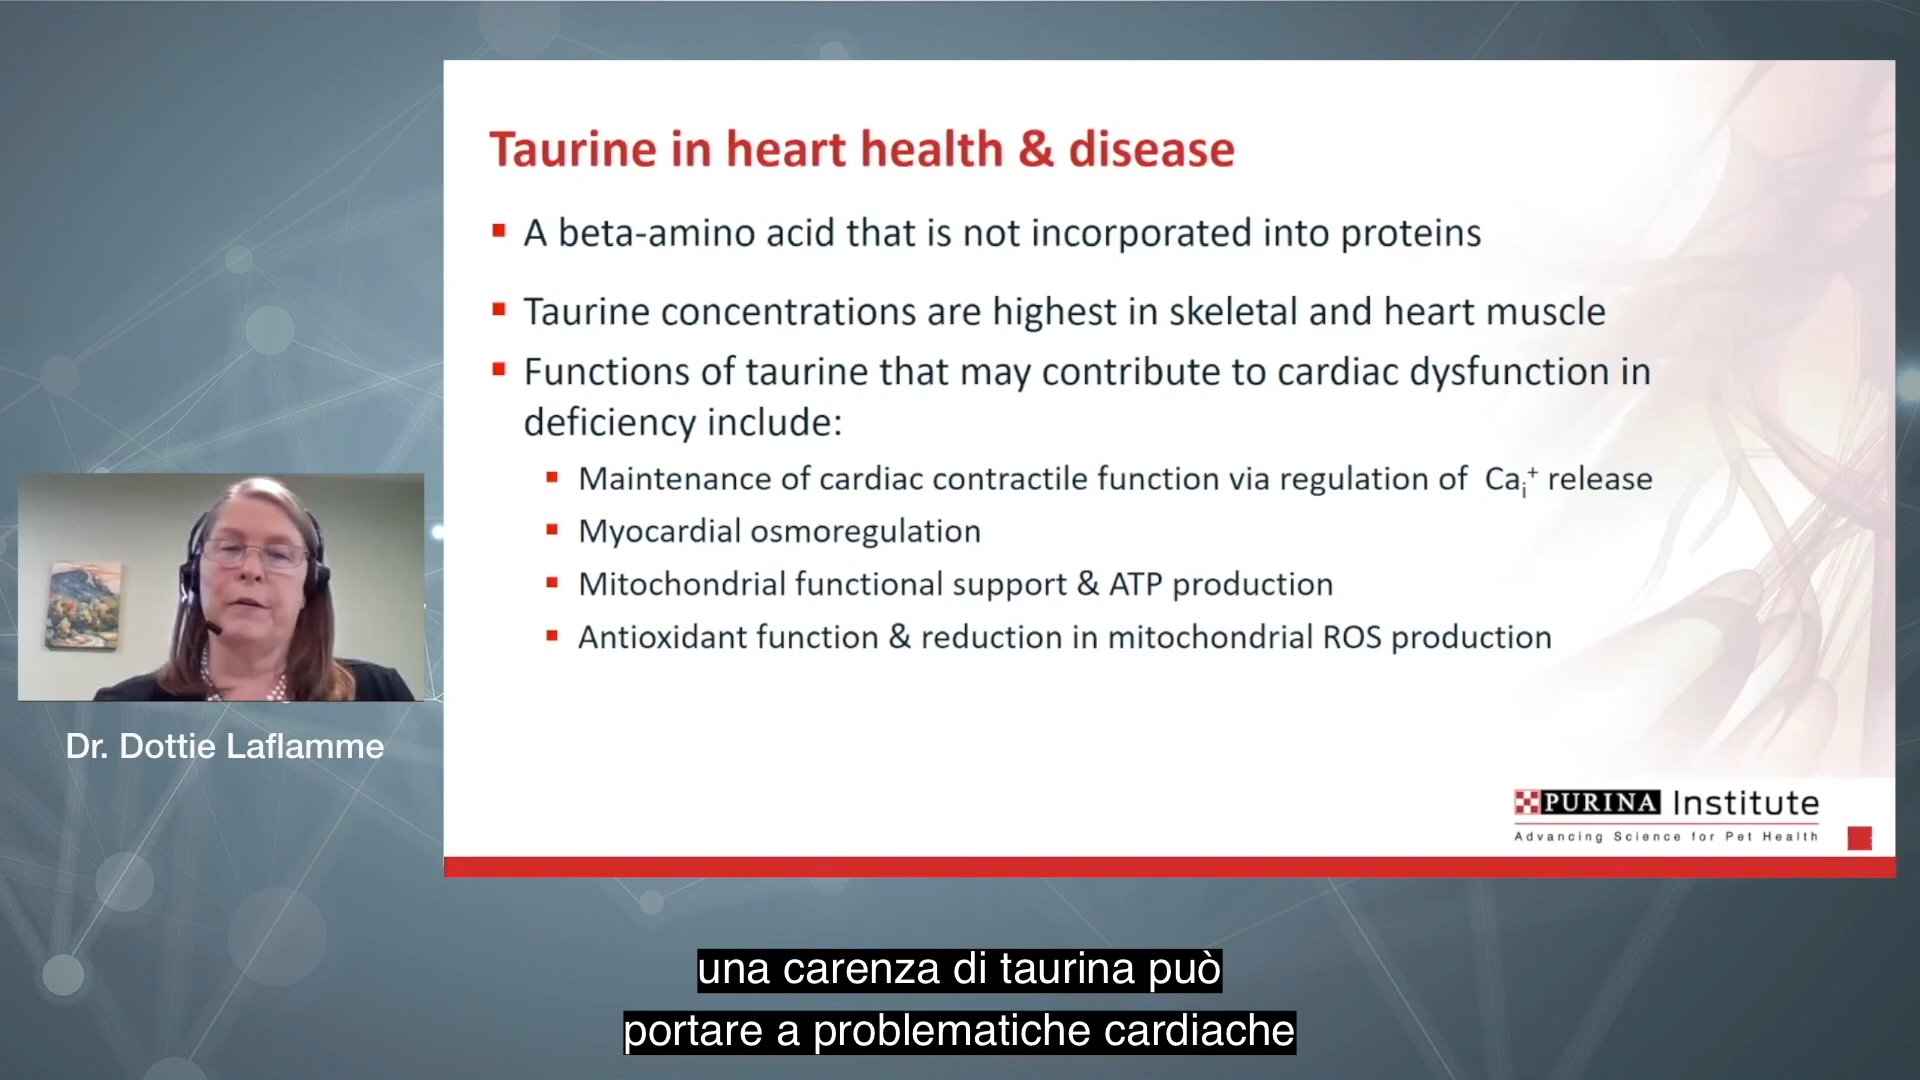 Taurine in heart health & disease
A beta-amino acid that is not incorporated into proteins
Taurine concentrations are highest in skeletal and heart muscle
Functions of taurine that may contribute to cardiac dysfunction in
deficiency include:
Maintenance of cardiac contractile function via regulation of Caᵢ⁺ release
Myocardial osmoregulation
Mitochondrial functional support & ATP production
Antioxidant function & reduction in mitochondrial ROS production
Dr. Dottie Laflamme
PURINA Institute
Advancing Science for Pet Health
una carenza di taurina può
portare a problematiche cardiache